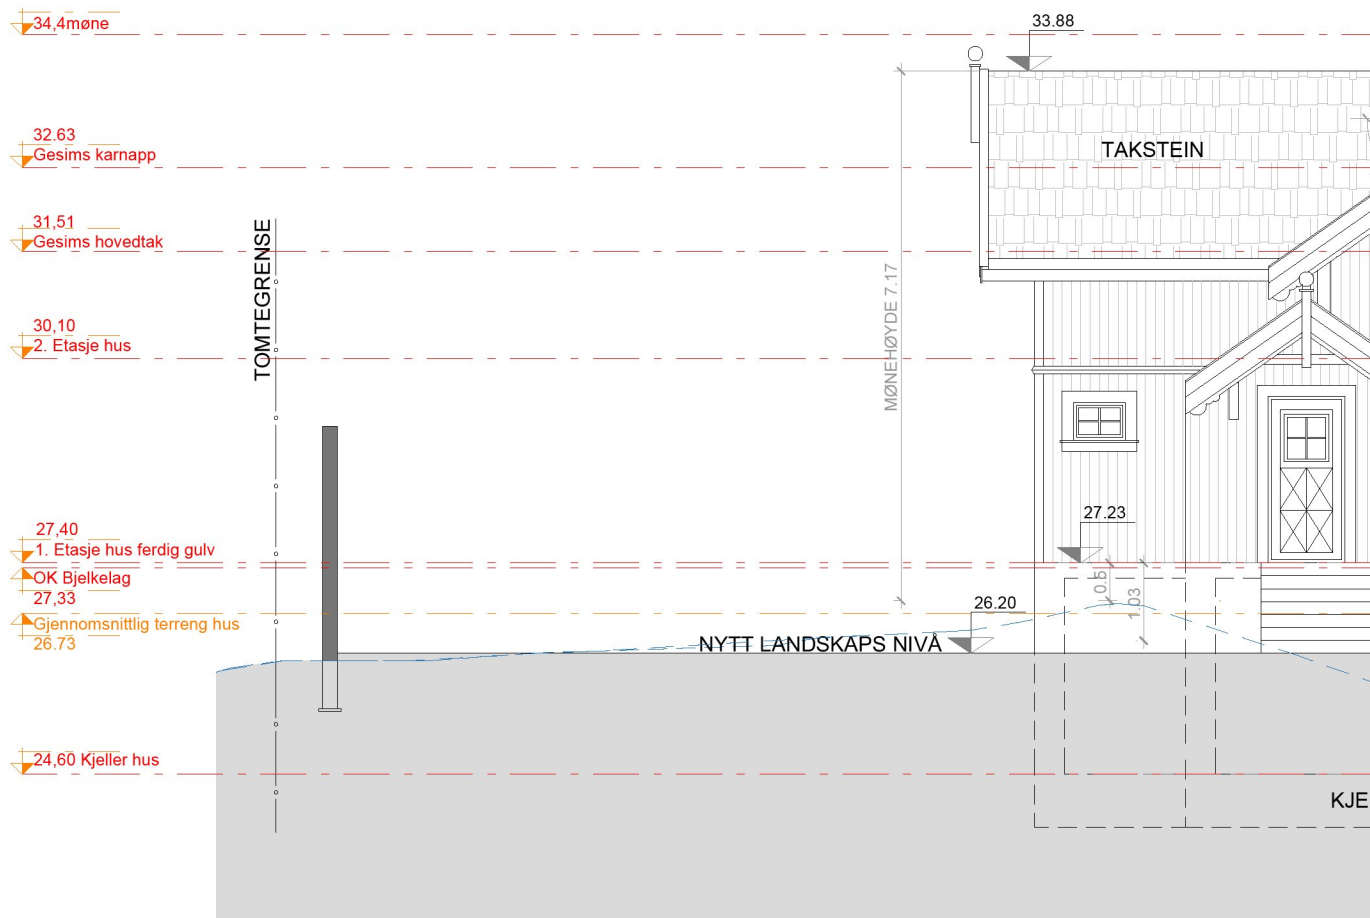 34,4møne
33.88
32.63
Gesims karnapp
TAKSTEIN
31,51
Gesims hovedtak
TOMTEGRENSE
MØNEHØYDE 7.17
30,10
2. Etasje hus
27.23
27,40
1. Etasje hus ferdig gulv
OK Bjelkelag
27,33
0.5
1.03
26.20
Gjennomsnittlig terreng hus
26.73
NYTT LANDSKAPS NIVÅ
24,60 Kjeller hus
KJE